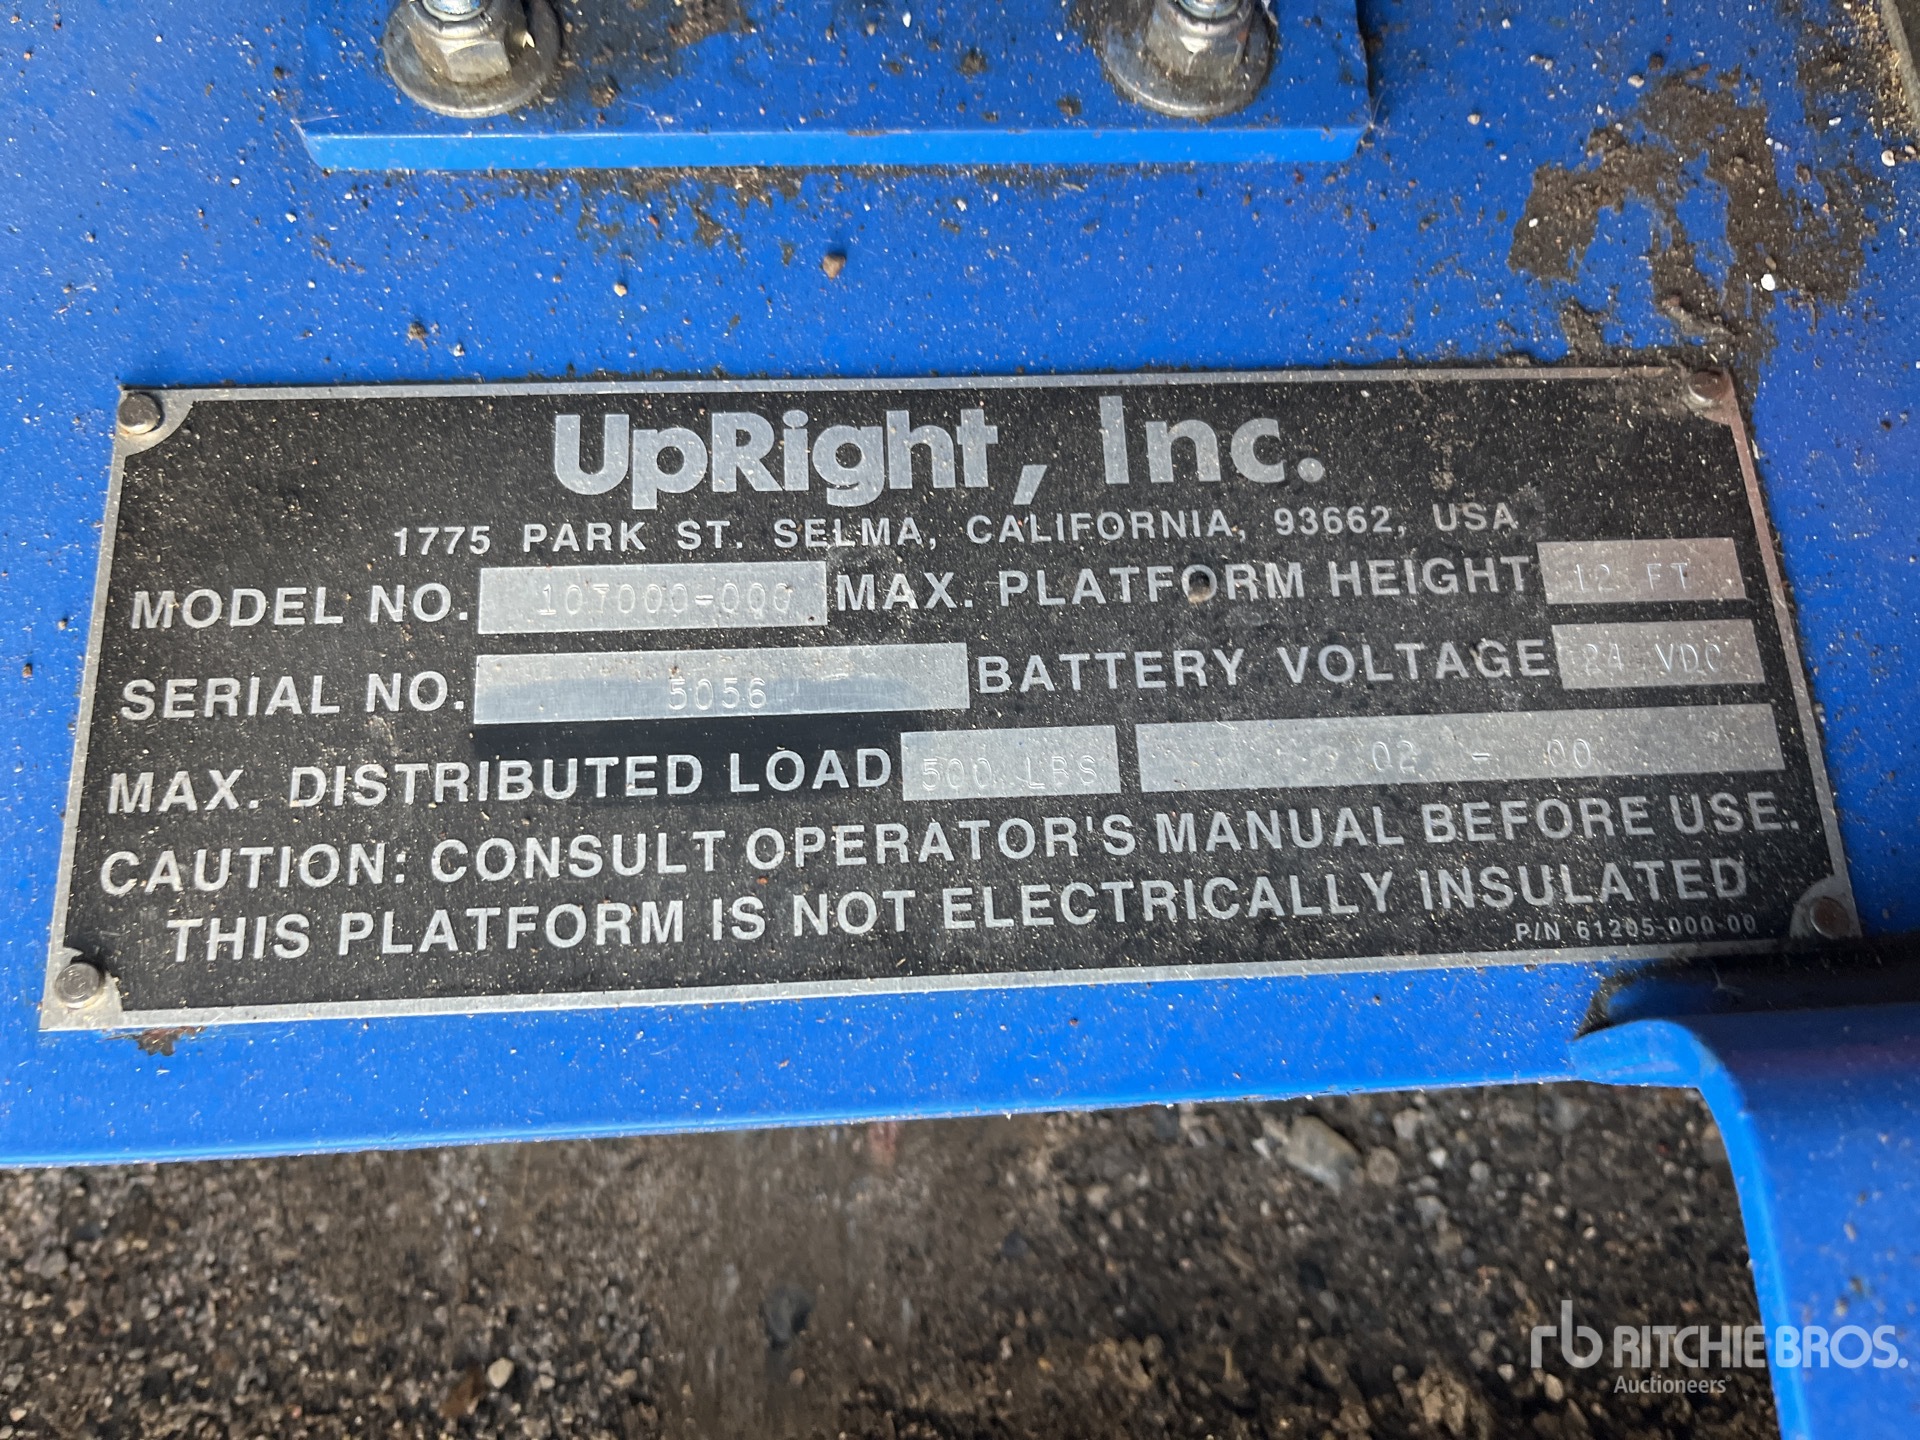 UpRight, Inc.
1775 PARK ST. SELMA, CALIFORNIA, 93662, USA
MODEL NO. 107000-000 MAX. PLATFORM HEIGHT 12 FT
SERIAL NO. 5056 BATTERY VOLTAGE 24 VDC
MAX. DISTRIBUTED LOAD 500 LBS 02 - 00
CAUTION: CONSULT OPERATOR'S MANUAL BEFORE USE.
THIS PLATFORM IS NOT ELECTRICALLY INSULATED
P/N 61205-000-00
rb RITCHIE BROS.
Auctioneers